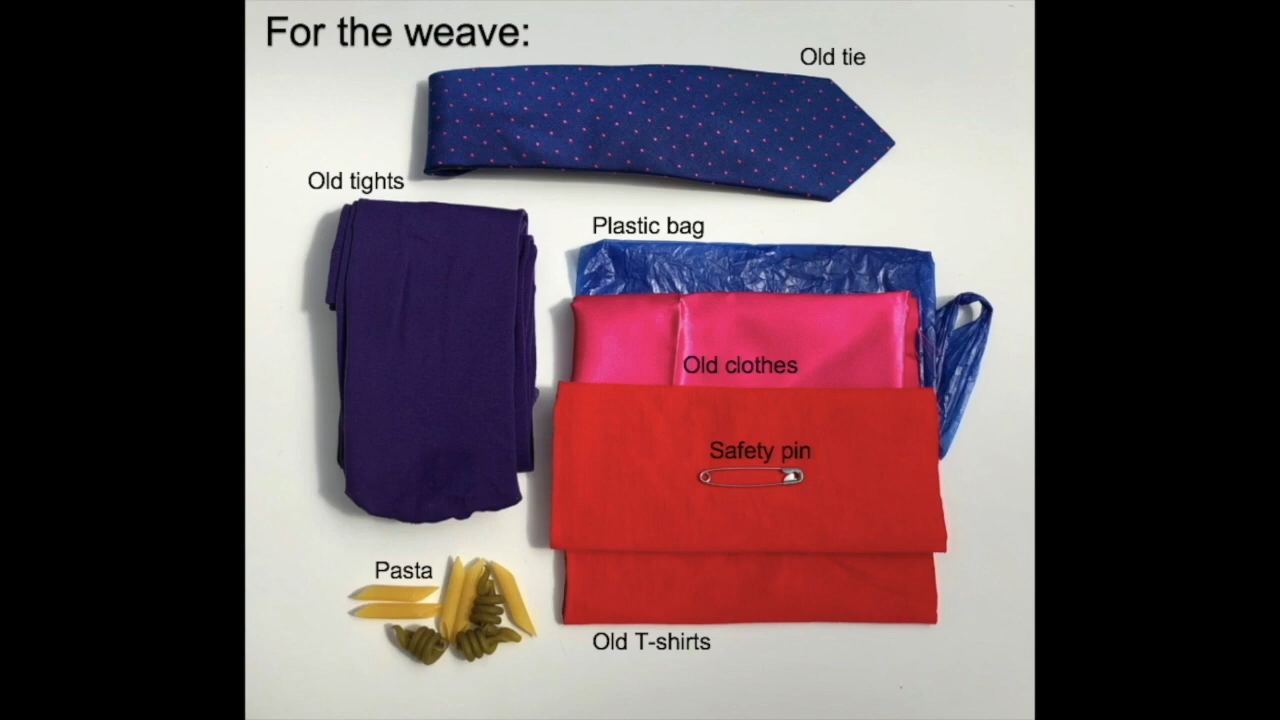 For the weave:
Old tie
Old tights
Plastic bag
Old clothes
Safety pin
Pasta
Old T-shirts